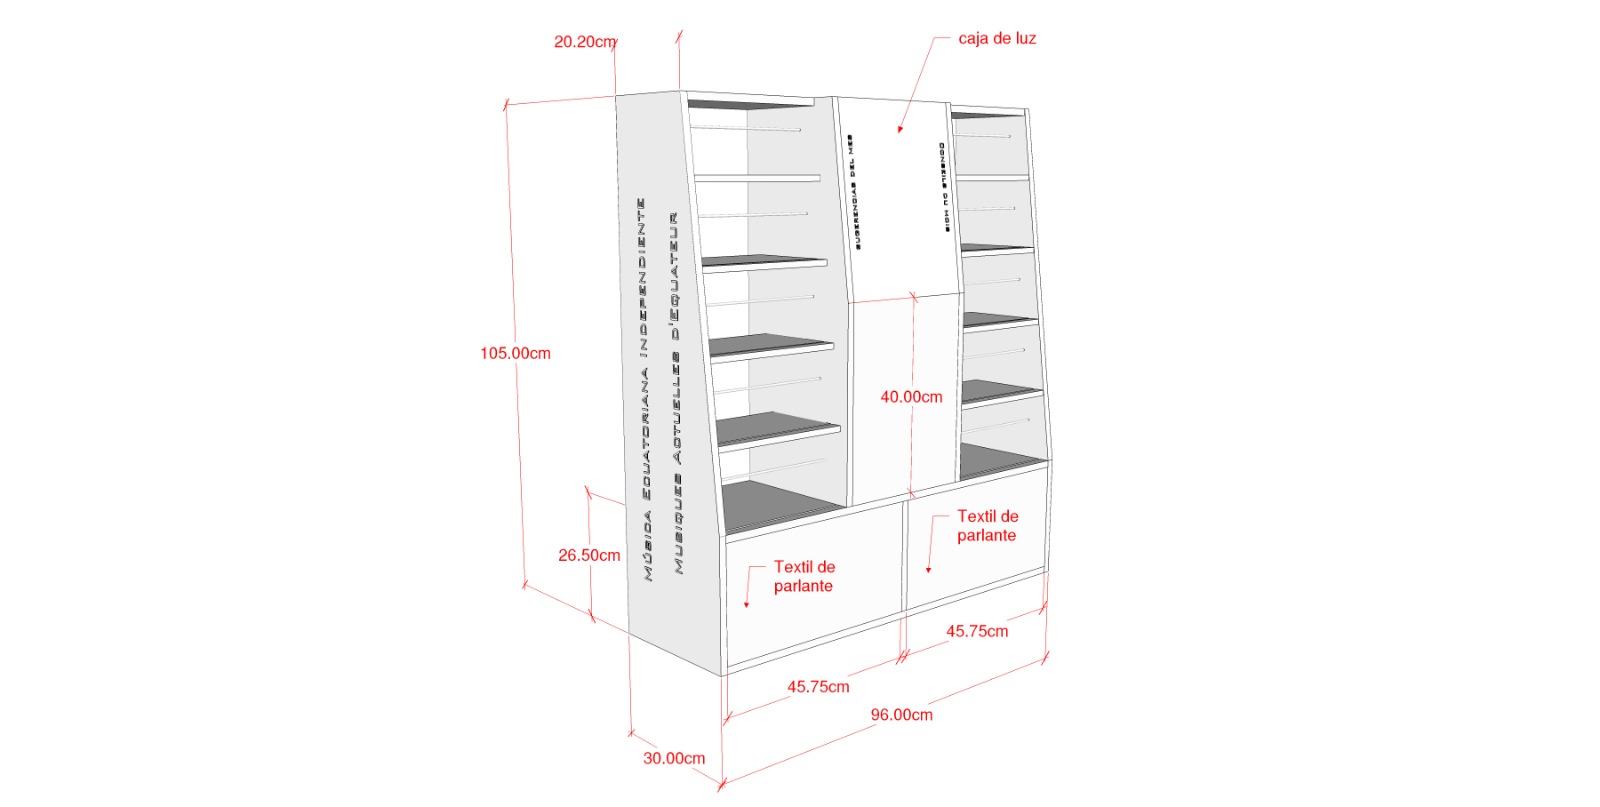 20.20cm
caja de luz
SUGERENCIAS DEL MES
CONSEILS DU MOIS
MÚSICA ECUATORIANA INDEPENDIENTE
MUSIQUES ACTUELLES D'EQUATEUR
105.00cm
40.00cm
26.50cm
Textil de
parlante
Textil de
parlante
45.75cm
45.75cm
96.00cm
30.00cm